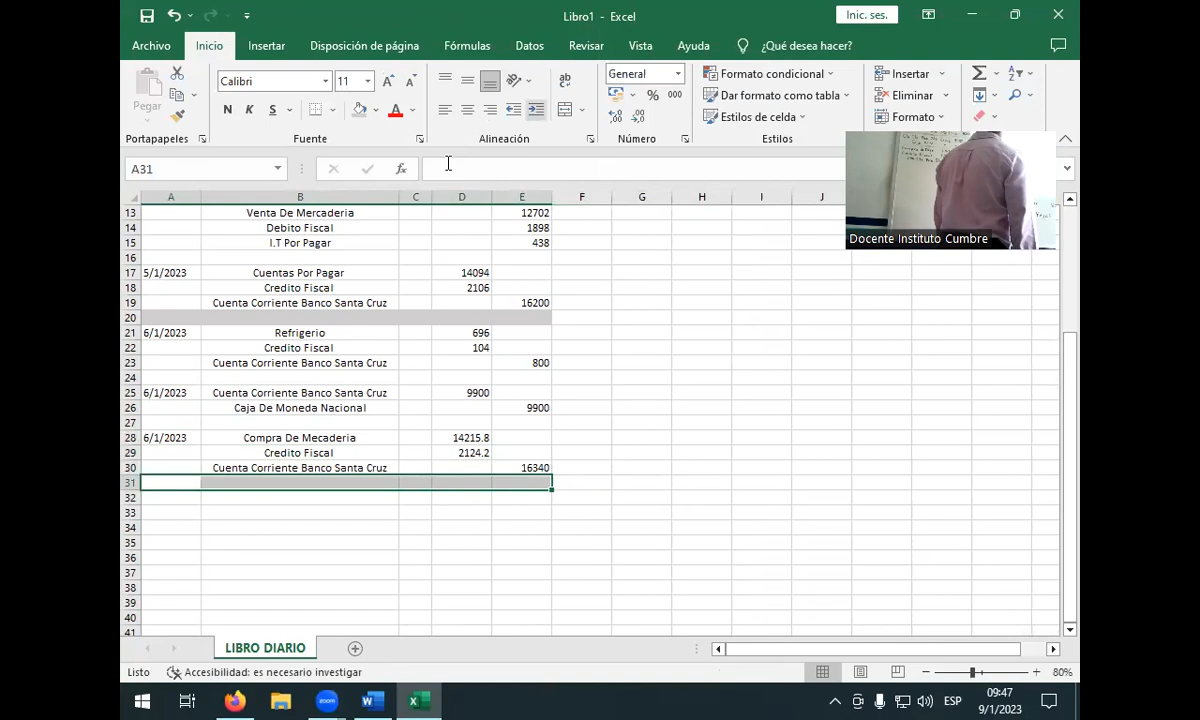 Libro1 - Excel
Inic. ses.
Archivo Inicio Insertar Disposición de página Fórmulas Datos Revisar Vista Ayuda ¿Qué desea hacer?
Pegar
Calibri 11
N K S
ab
General
% 000
Formato condicional
Dar formato como tabla
Estilos de celda
Insertar
Eliminar
Formato
Portapapeles Fuente Alineación Número Estilos
A31 fx
Docente Instituto Cumbre
A B C D E F G H I J
13 Venta De Mercaderia 12702
14 Debito Fiscal 1898
15 I.T Por Pagar 438
16
17 5/1/2023 Cuentas Por Pagar 14094
18 Credito Fiscal 2106
19 Cuenta Corriente Banco Santa Cruz 16200
20
21 6/1/2023 Refrigerio 696
22 Credito Fiscal 104
23 Cuenta Corriente Banco Santa Cruz 800
24
25 6/1/2023 Cuenta Corriente Banco Santa Cruz 9900
26 Caja De Moneda Nacional 9900
27
28 6/1/2023 Compra De Mecaderia 14215.8
29 Credito Fiscal 2124.2
30 Cuenta Corriente Banco Santa Cruz 16340
31
32
33
34
35
36
37
38
39
40
41
LIBRO DIARIO
Listo Accesibilidad: es necesario investigar 80%
ESP 09:47
9/1/2023